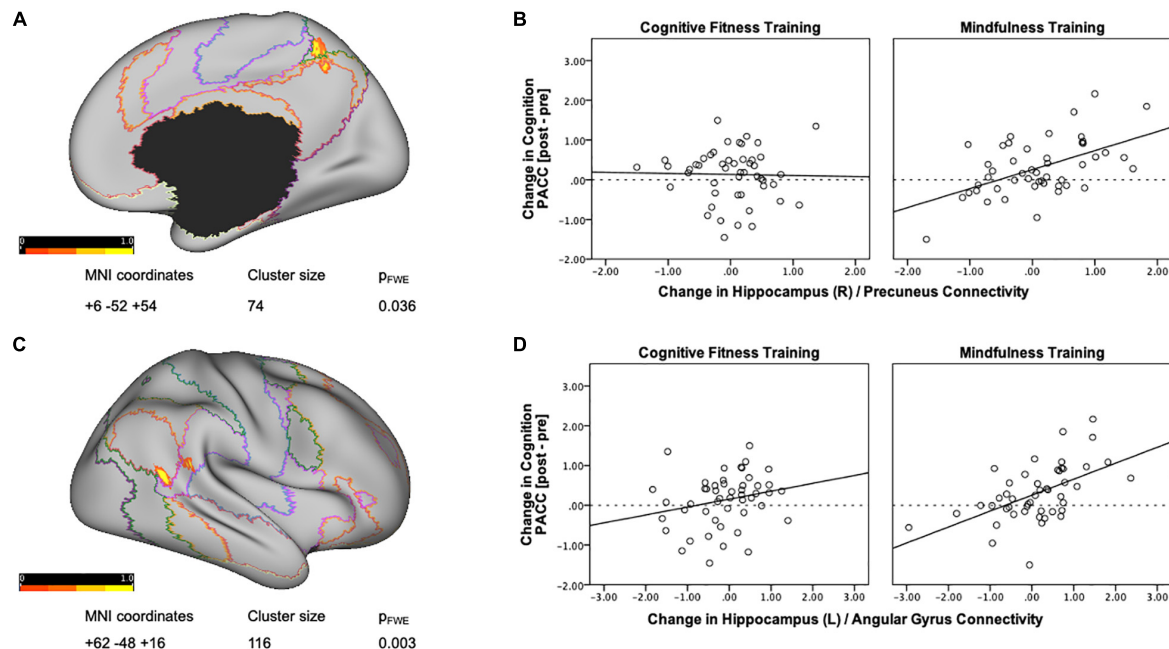 A
0 1.0
MNI coordinates Cluster size pFWE
+6 -52 +54 74 0.036
B
Cognitive Fitness Training Mindfulness Training
Change in Cognition
PACC [post - pre]
3.00
2.00
1.00
.00
-1.00
-2.00
-2.00 -1.00 .00 1.00 2.00 -2.00 -1.00 .00 1.00 2.00
Change in Hippocampus (R) / Precuneus Connectivity
C
0 1.0
MNI coordinates Cluster size pFWE
+62 -48 +16 116 0.003
D
Cognitive Fitness Training Mindfulness Training
Change in Cognition
PACC [post - pre]
3.00
2.00
1.00
.00
-1.00
-2.00
-3.00 -2.00 -1.00 .00 1.00 2.00 3.00 -3.00 -2.00 -1.00 .00 1.00 2.00 3.00
Change in Hippocampus (L) / Angular Gyrus Connectivity